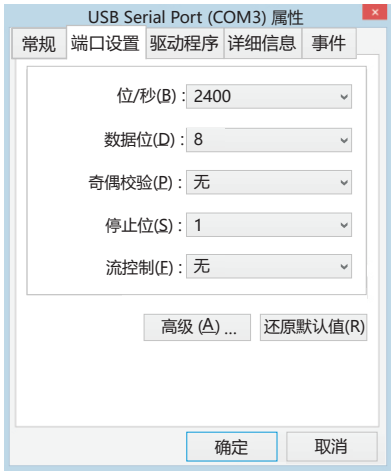 USB Serial Port (COM3) 属性
×
常规 端口设置 驱动程序 详细信息 事件
位/秒(B) : 2400
数据位(D) : 8
奇偶校验(P) : 无
停止位(S) : 1
流控制(F) : 无
高级 (A) ... 还原默认值(R)
确定 取消